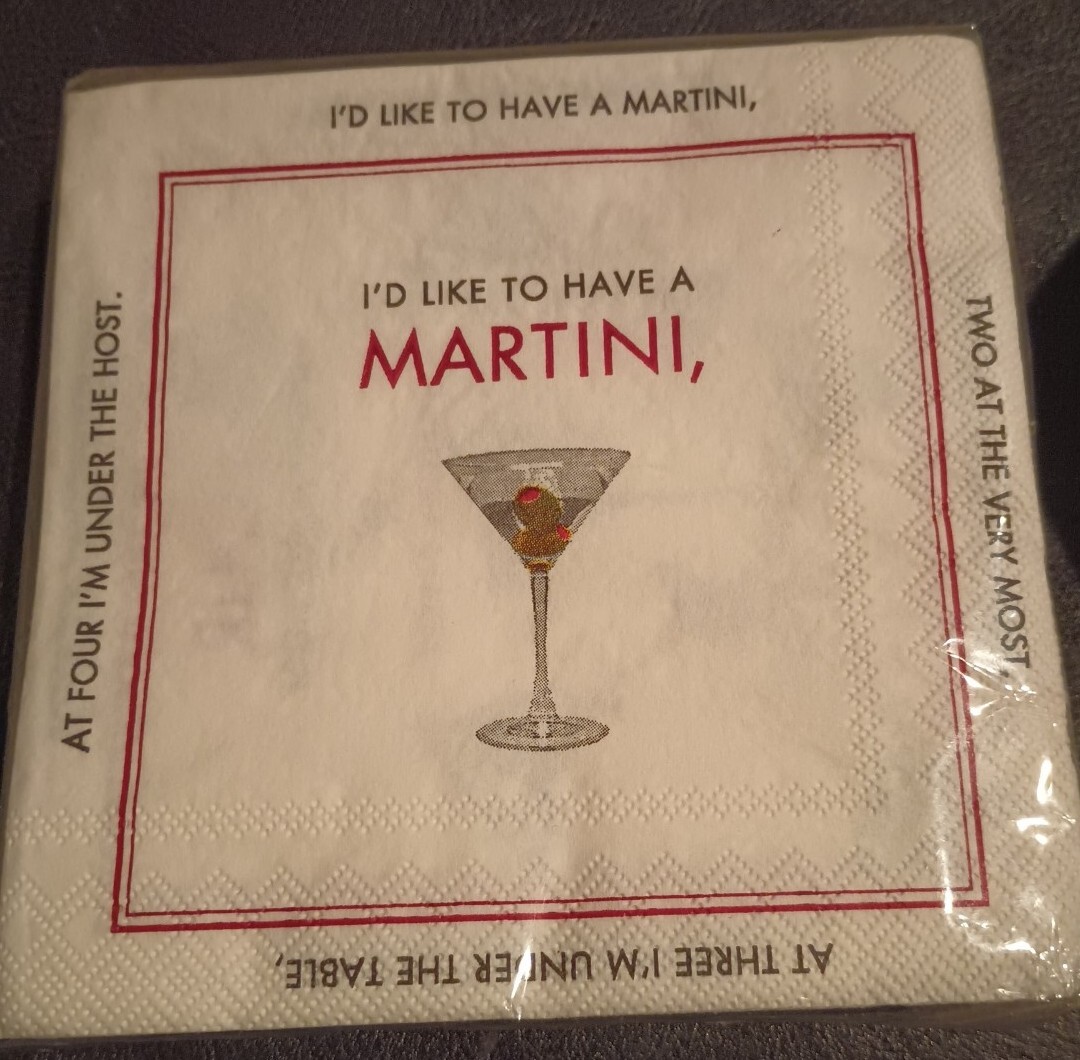 I'D LIKE TO HAVE A MARTINI,
TWO AT THE VERY MOST,
AT THREE I'M UNDER THE TABLE,
AT FOUR I'M UNDER THE HOST.
I'D LIKE TO HAVE A
MARTINI,